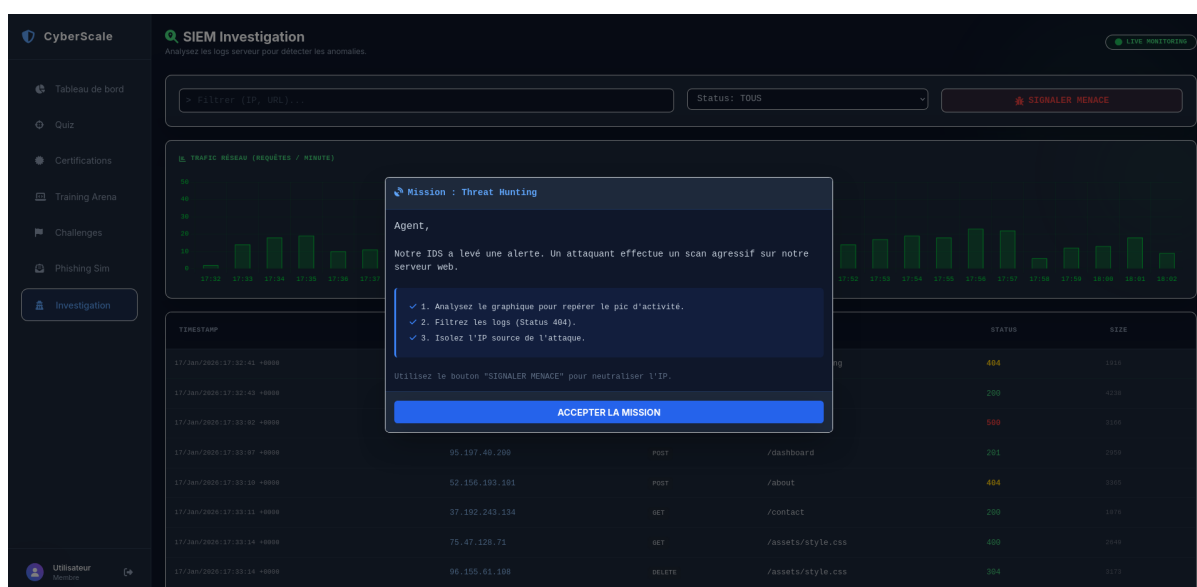 CyberScale
SIEM Investigation
Analysez les logs serveur pour détecter les anomalies.
LIVE MONITORING
Tableau de bord
Quiz
Certifications
Training Arena
Challenges
Phishing Sim
Investigation
> Filtrer (IP, URL)...
Status: TOUS
SIGNALER MENACE
TRAFIC RÉSEAU (REQUÊTES / MINUTE)
50
40
30
20
10
0
17:32 17:33 17:34 17:35 17:36 17:37
17:52 17:53 17:54 17:55 17:56 17:57 17:58 17:59 18:00 18:01 18:02
Mission : Threat Hunting
Agent,
Notre IDS a levé une alerte. Un attaquant effectue un scan agressif sur notre
serveur web.
1. Analysez le graphique pour repérer le pic d'activité.
2. Filtrez les logs (Status 404).
3. Isolez l'IP source de l'attaque.
Utilisez le bouton "SIGNALER MENACE" pour neutraliser l'IP.
ACCEPTER LA MISSION
TIMESTAMP STATUS SIZE
17/Jan/2026:17:32:41 +0000 ng 404
17/Jan/2026:17:32:43 +0000 200
17/Jan/2026:17:33:02 +0000 500
17/Jan/2026:17:33:07 +0000 95.197.40.200 POST /dashboard 201
17/Jan/2026:17:33:10 +0000 52.156.193.101 POST /about 404
17/Jan/2026:17:33:11 +0000 37.192.243.134 GET /contact 200
17/Jan/2026:17:33:14 +0000 75.47.128.71 GET /assets/style.css 400
17/Jan/2026:17:33:14 +0000 96.155.61.108 DELETE /assets/style.css 304
Utilisateur
Membre